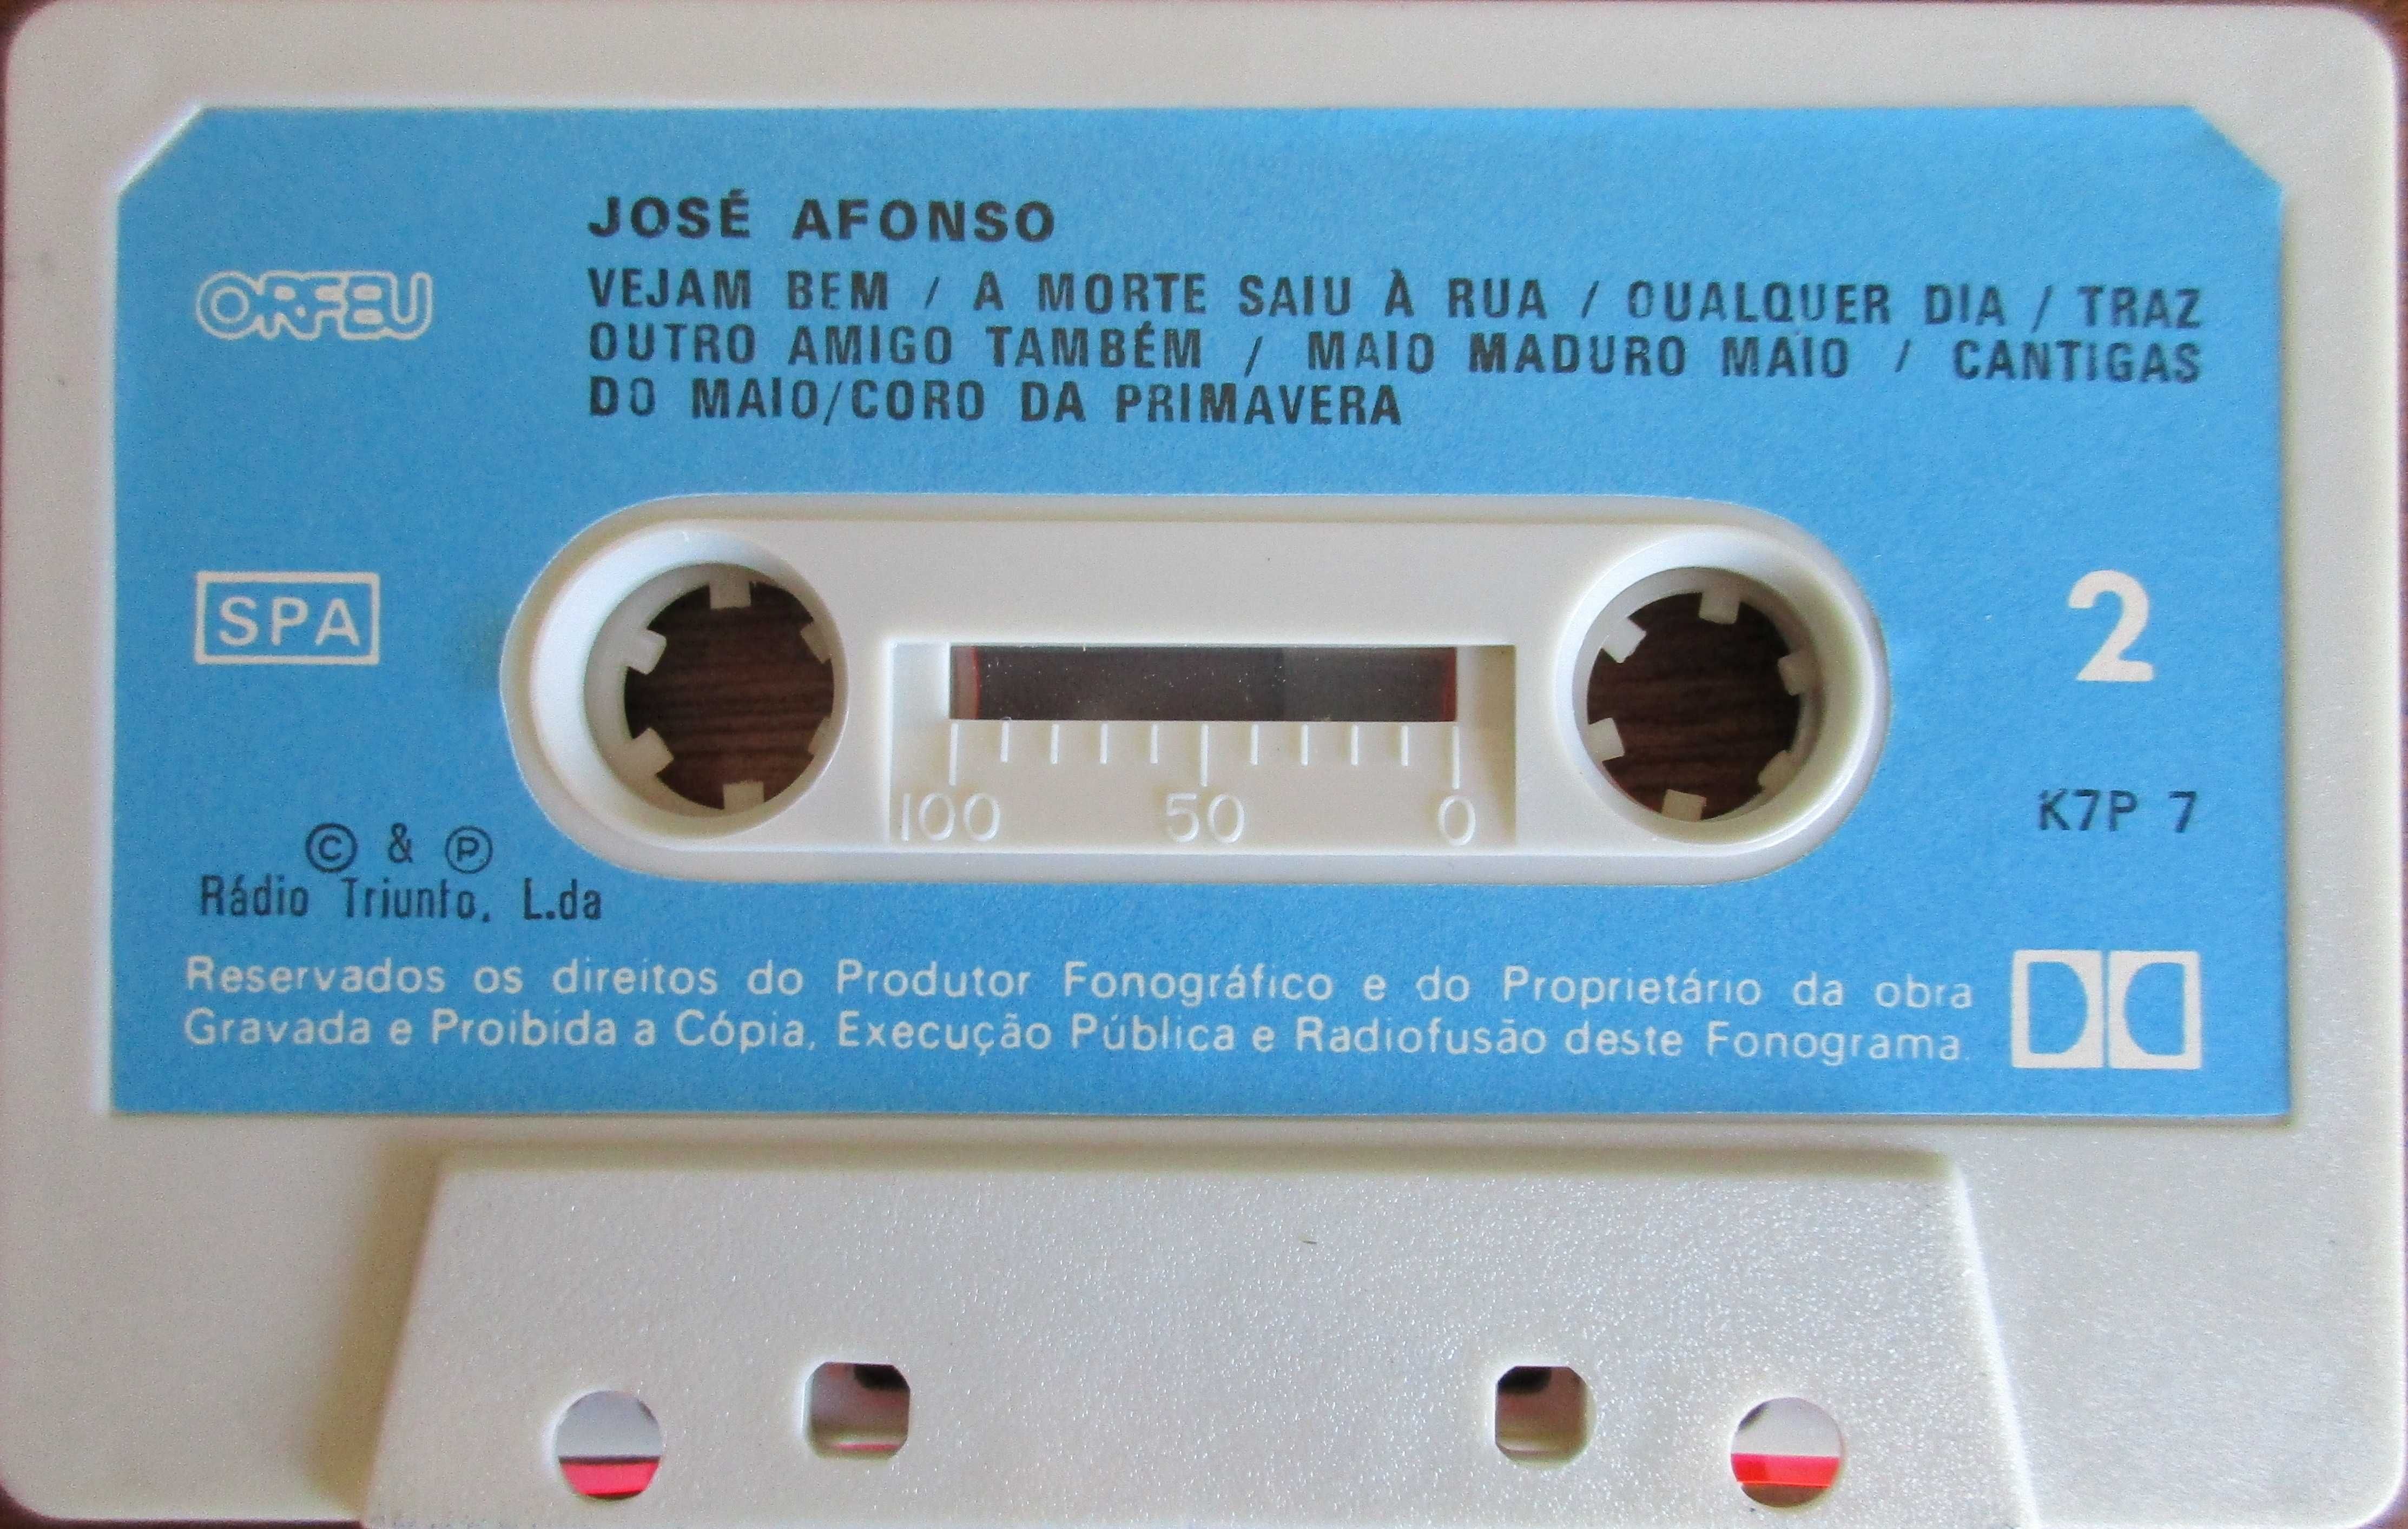 JOSÉ AFONSO
ORFEU
VEJAM BEM / A MORTE SAIU À RUA / QUALQUER DIA / TRAZ
OUTRO AMIGO TAMBÉM / MAIO MADURO MAIO / CANTIGAS
DO MAIO/CORO DA PRIMAVERA
SPA
2
100 50 0
K7P 7
© & ℗
Rádio Triunfo, L.da
Reservados os direitos do Produtor Fonográfico e do Proprietário da obra
Gravada e Proibida a Cópia, Execução Pública e Radiofusão deste Fonograma.